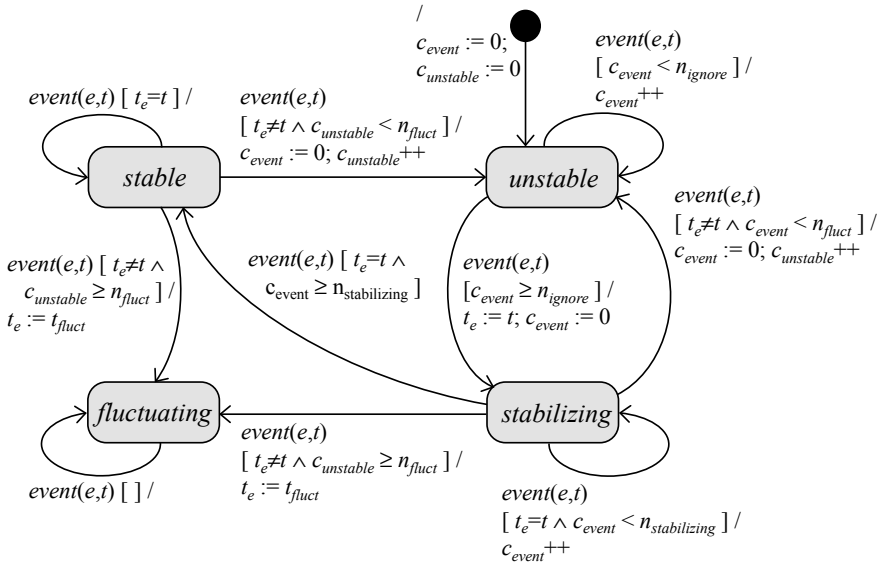 /
c_event := 0;
c_unstable := 0
event(e,t)
[ c_event < n_ignore ] /
c_event++
event(e,t) [ t_e=t ] /
event(e,t)
[ t_e≠t ∧ c_unstable < n_fluct ] /
c_event := 0; c_unstable++
stable
unstable
event(e,t)
[ t_e≠t ∧ c_event < n_fluct ] /
c_event := 0; c_unstable++
event(e,t) [ t_e≠t ∧
c_unstable ≥ n_fluct ] /
t_e := t_fluct
event(e,t) [ t_e=t ∧
c_event ≥ n_stabilizing ]
event(e,t)
[c_event ≥ n_ignore ] /
t_e := t; c_event := 0
fluctuating
stabilizing
event(e,t) [ ] /
event(e,t)
[ t_e≠t ∧ c_unstable ≥ n_fluct ] /
t_e := t_fluct
event(e,t)
[ t_e=t ∧ c_event < n_stabilizing ] /
c_event++